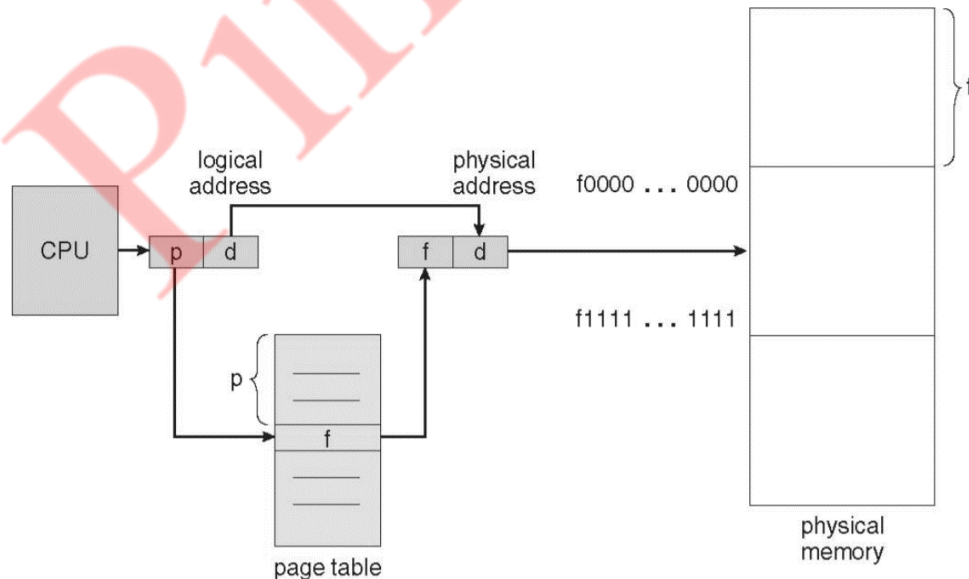 logical
address
physical
address
f0000 ... 0000
CPU
p
d
f
d
f1111 ... 1111
p
f
page table
physical
memory